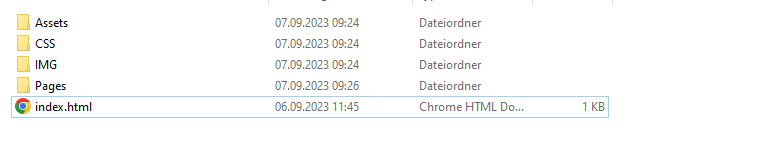 Assets 07.09.2023 09:24 Dateiordner
CSS 07.09.2023 09:24 Dateiordner
IMG 07.09.2023 09:24 Dateiordner
Pages 07.09.2023 09:26 Dateiordner
index.html 06.09.2023 11:45 Chrome HTML Do... 1 KB